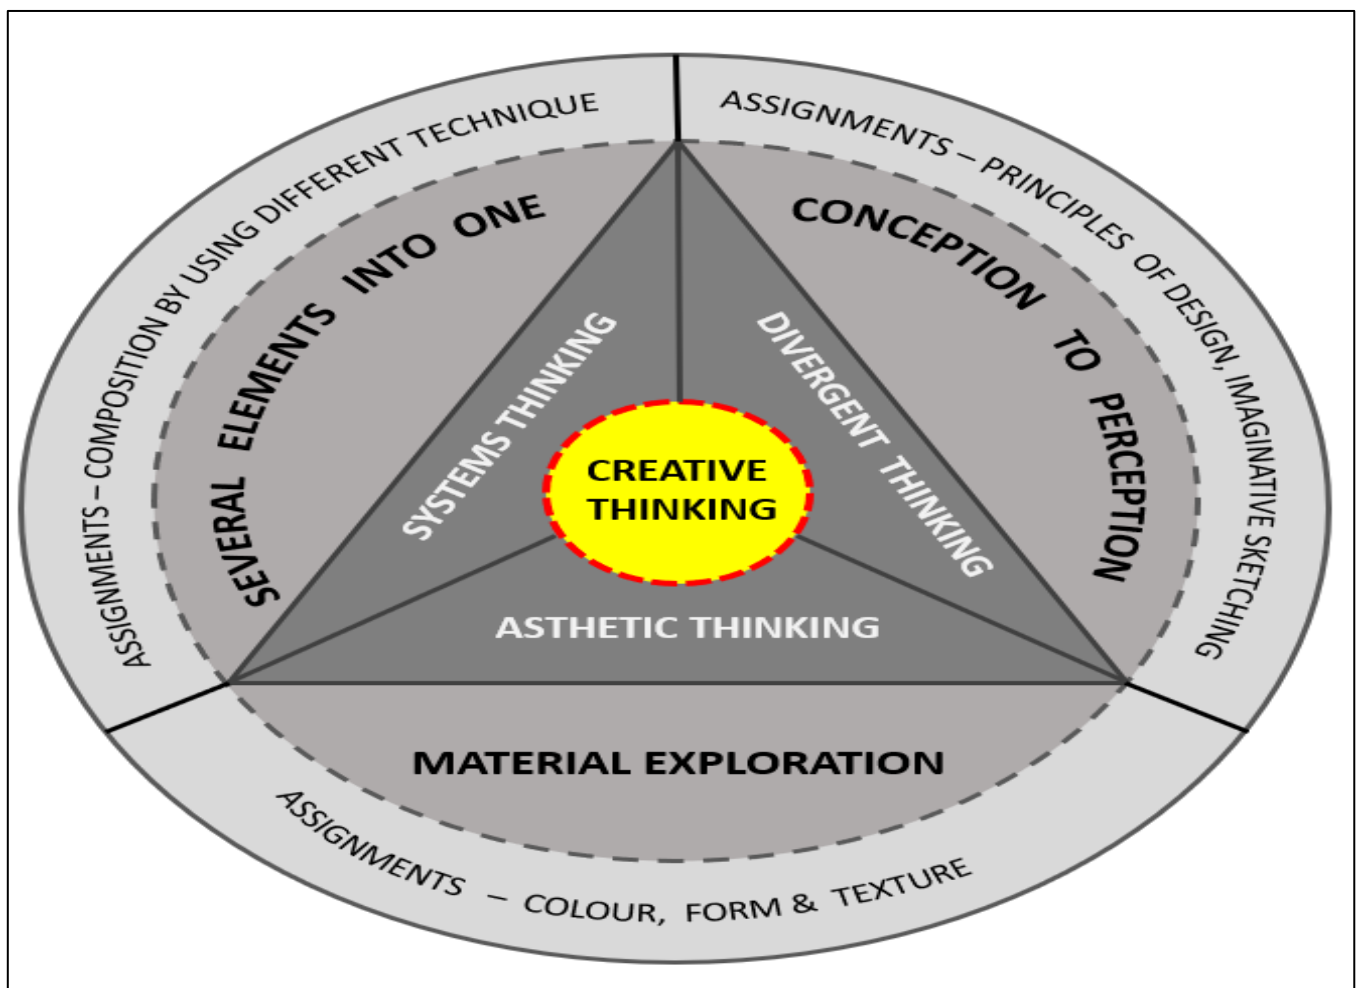 ASSIGNMENTS – COMPOSITION BY USING DIFFERENT TECHNIQUE
ASSIGNMENTS – PRINCIPLES OF DESIGN, IMAGINATIVE SKETCHING
SEVERAL ELEMENTS INTO ONE
CONCEPTION TO PERCEPTION
SYSTEMS THINKING
DIVERGENT THINKING
CREATIVE
THINKING
ASTHETIC THINKING
MATERIAL EXPLORATION
ASSIGNMENTS – COLOUR, FORM & TEXTURE